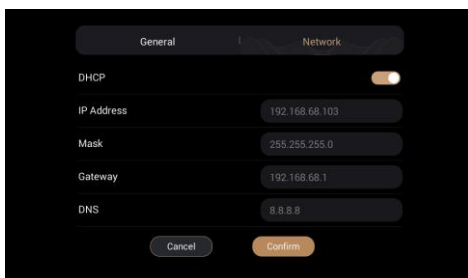 General Network
DHCP
IP Address 192.168.68.103
Mask 255.255.255.0
Gateway 192.168.68.1
DNS 8.8.8.8
Cancel Confirm